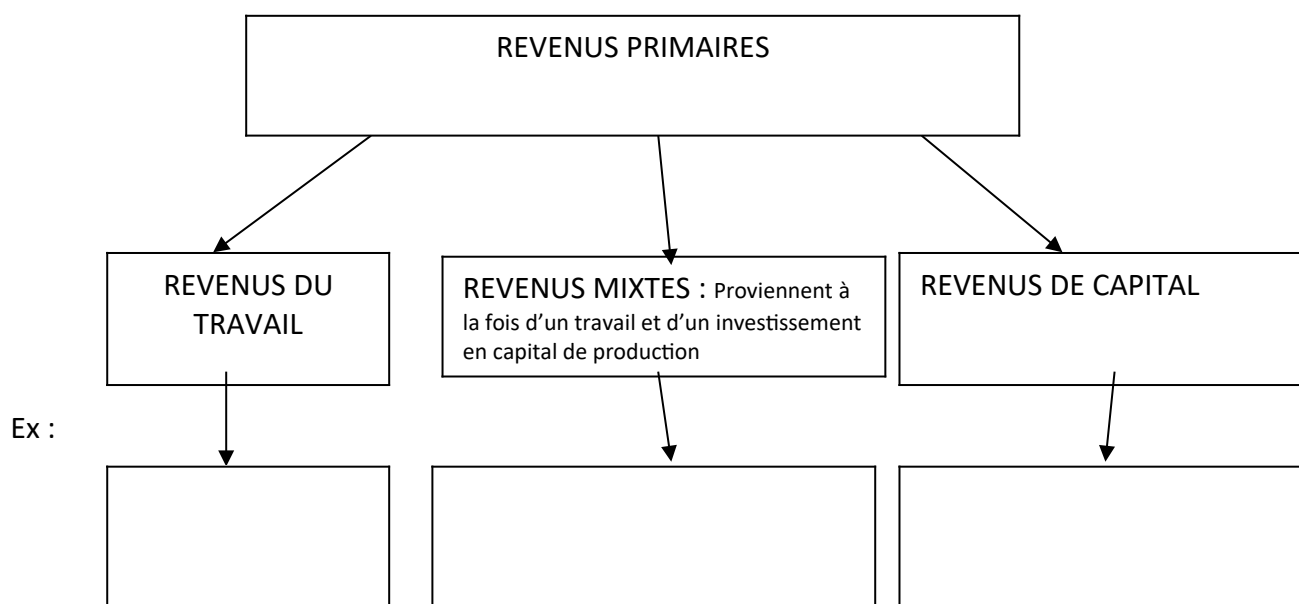 REVENUS PRIMAIRES
REVENUS DU
TRAVAIL
REVENUS MIXTES : Proviennent à
la fois d'un travail et d'un investissement
en capital de production
REVENUS DE CAPITAL
Ex :